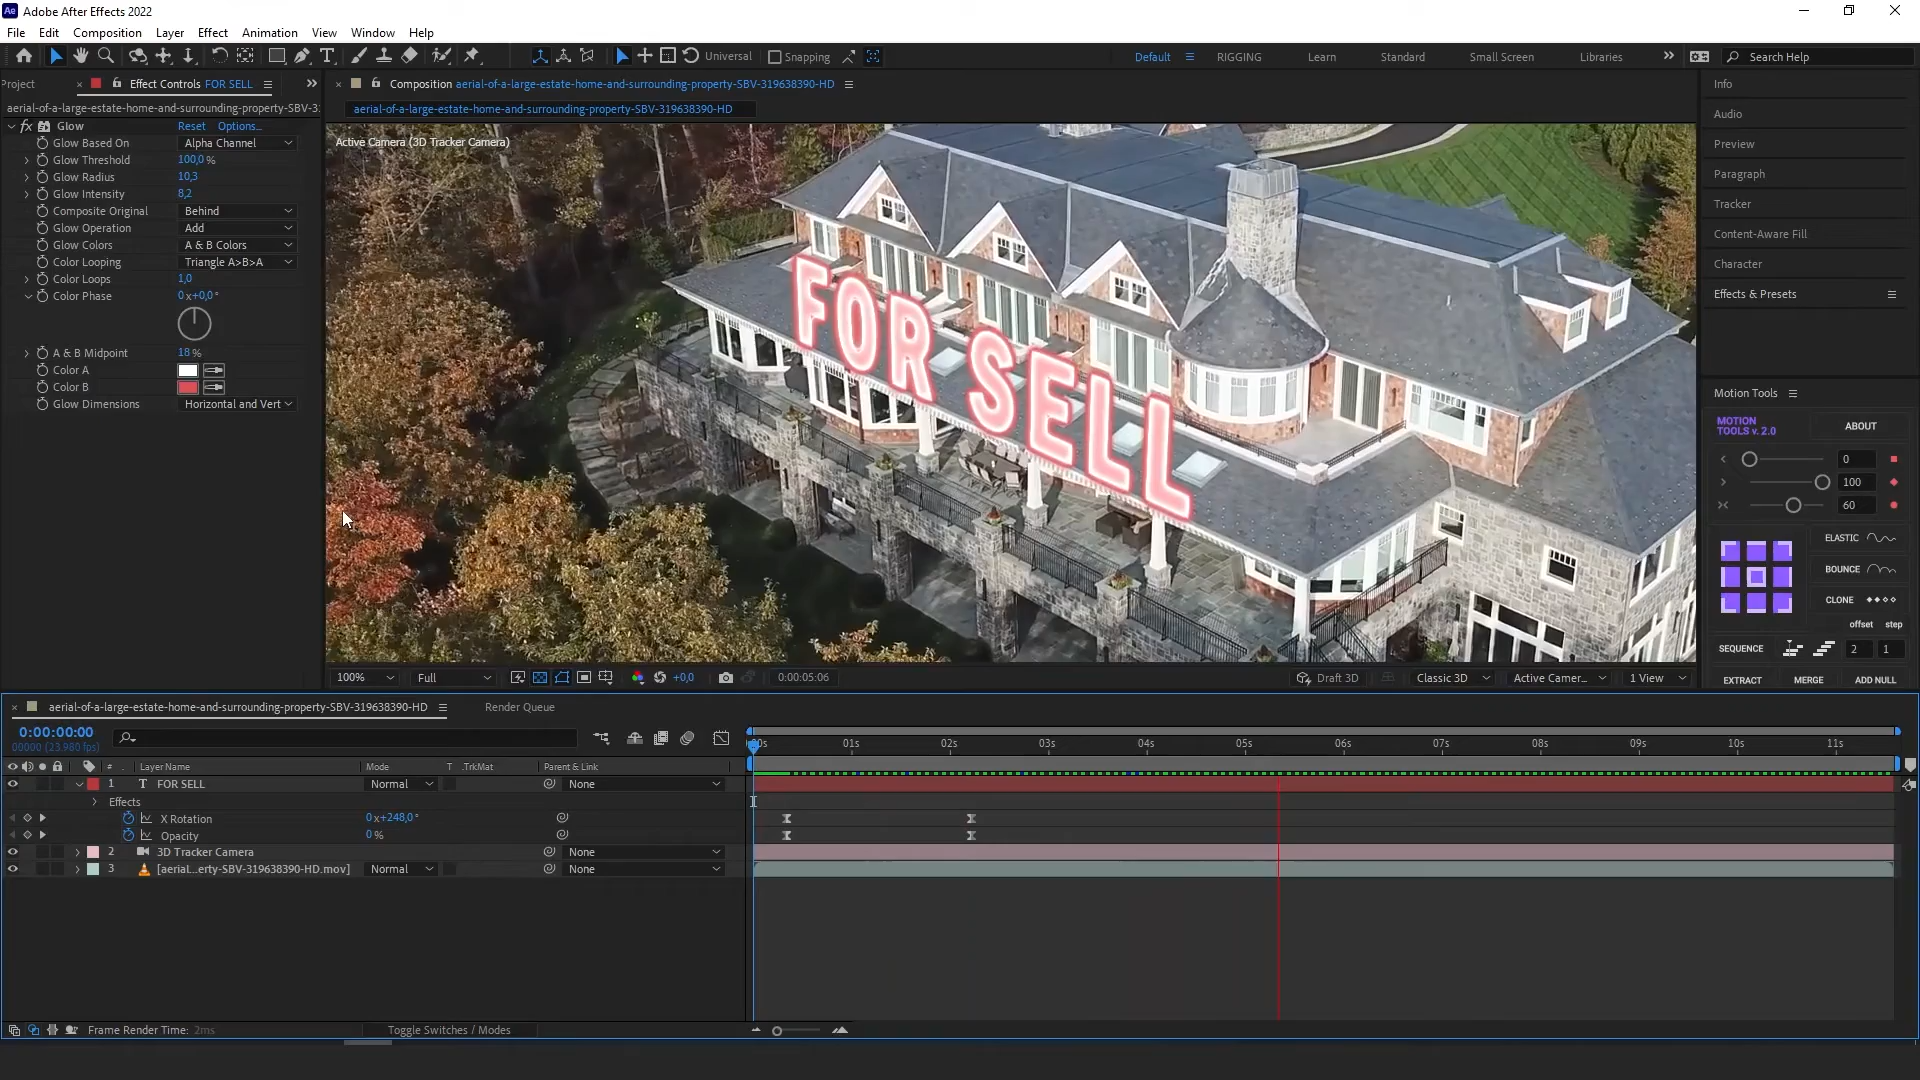 Ae Adobe After Effects 2022
File Edit Composition Layer Effect Animation View Window Help
Universal Snapping Default RIGGING Learn Standard Small Screen Libraries Search Help
Project Effect Controls FOR SELL
aerial-of-a-large-estate-home-and-surrounding-property-SBV-3
fx Glow Reset Options...
Glow Based On Alpha Channel
Glow Threshold 100,0 %
Glow Radius 10,3
Glow Intensity 8,2
Composite Original Behind
Glow Operation Add
Glow Colors A & B Colors
Color Looping Triangle A>B>A
Color Loops 1,0
Color Phase 0 x+0,0 °
A & B Midpoint 18 %
Color A
Color B
Glow Dimensions Horizontal and Vert
Composition aerial-of-a-large-estate-home-and-surrounding-property-SBV-319638390-HD
aerial-of-a-large-estate-home-and-surrounding-property-SBV-319638390-HD
Active Camera (3D Tracker Camera)
FOR SELL
100% Full +0,0 0:00:05:06 Draft 3D Classic 3D Active Camer... 1 View
Info
Audio
Preview
Paragraph
Tracker
Content-Aware Fill
Character
Effects & Presets
Motion Tools
MOTION
TOOLS v. 2.0
ABOUT
0
100
60
ELASTIC
BOUNCE
CLONE
offset step
SEQUENCE 2 1
EXTRACT MERGE ADD NULL
aerial-of-a-large-estate-home-and-surrounding-property-SBV-319638390-HD Render Queue
0:00:00:00
00000 (23.980 fps)
00s 01s 02s 03s 04s 05s 06s 07s 08s 09s 10s 11s
# Layer Name Mode T .TrkMat Parent & Link
1 T FOR SELL Normal None
Effects
X Rotation 0 x+248,0 °
Opacity 0 %
2 3D Tracker Camera None
3 [aerial...erty-SBV-319638390-HD.mov] Normal None
Frame Render Time: 2ms Toggle Switches / Modes